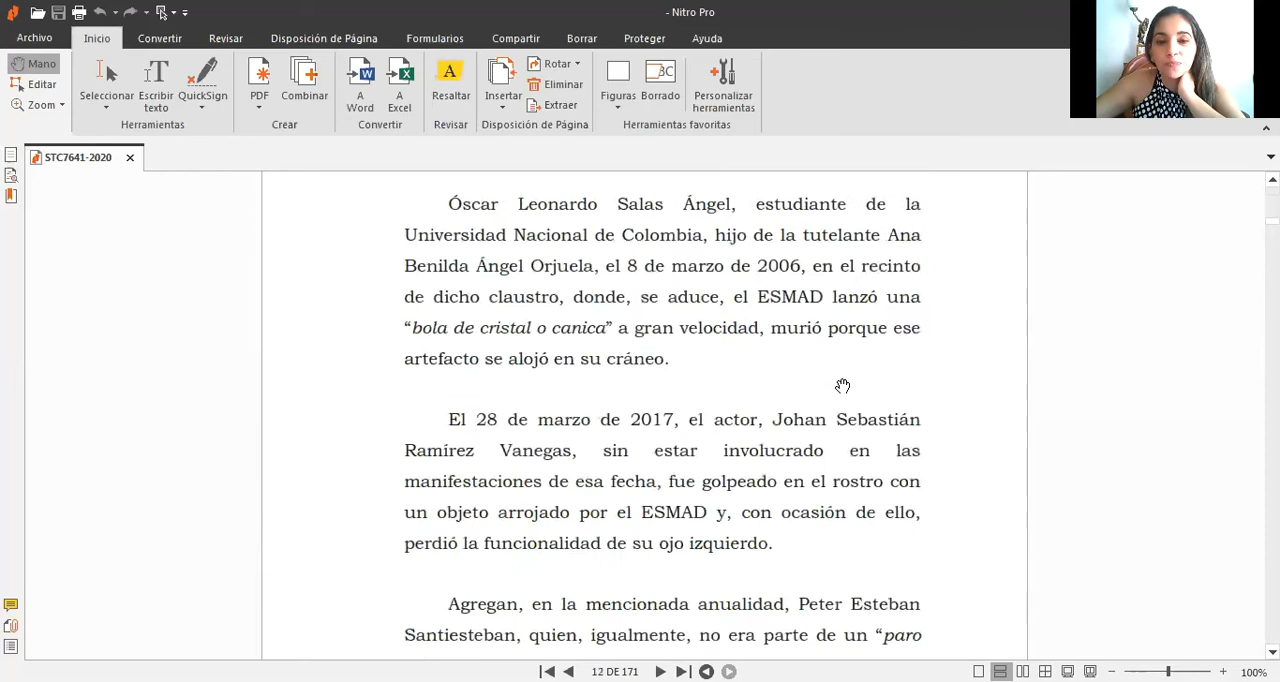 - Nitro Pro
Archivo Inicio Convertir Revisar Disposición de Página Formularios Compartir Borrar Proteger Ayuda
Mano
Editar
Zoom
Seleccionar
Escribir texto
QuickSign
Herramientas
PDF
Combinar
Crear
A Word
A Excel
Convertir
Resaltar
Revisar
Insertar
Rotar
Eliminar
Extraer
Disposición de Página
Figuras
Borrado
Personalizar herramientas
Herramientas favoritas
STC7641-2020
Óscar Leonardo Salas Ángel, estudiante de la
Universidad Nacional de Colombia, hijo de la tutelante Ana
Benilda Ángel Orjuela, el 8 de marzo de 2006, en el recinto
de dicho claustro, donde, se aduce, el ESMAD lanzó una
“bola de cristal o canica” a gran velocidad, murió porque ese
artefacto se alojó en su cráneo.
El 28 de marzo de 2017, el actor, Johan Sebastián
Ramírez Vanegas, sin estar involucrado en las
manifestaciones de esa fecha, fue golpeado en el rostro con
un objeto arrojado por el ESMAD y, con ocasión de ello,
perdió la funcionalidad de su ojo izquierdo.
Agregan, en la mencionada anualidad, Peter Esteban
Santiesteban, quien, igualmente, no era parte de un “paro
12 DE 171
100%